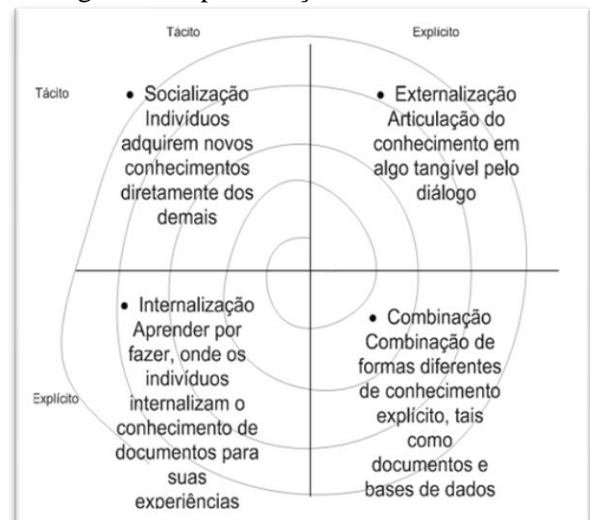 Tácito
Explícito
Tácito
• Socialização
Indivíduos
adquirem novos
conhecimentos
diretamente dos
demais
• Externalização
Articulação do
conhecimento em
algo tangível pelo
diálogo
• Internalização
Aprender por
fazer, onde os
indivíduos
internalizam o
conhecimento de
documentos para
suas
experiências
Explícito
• Combinação
Combinação de
formas diferentes
de conhecimento
explícito, tais
como
documentos e
bases de dados